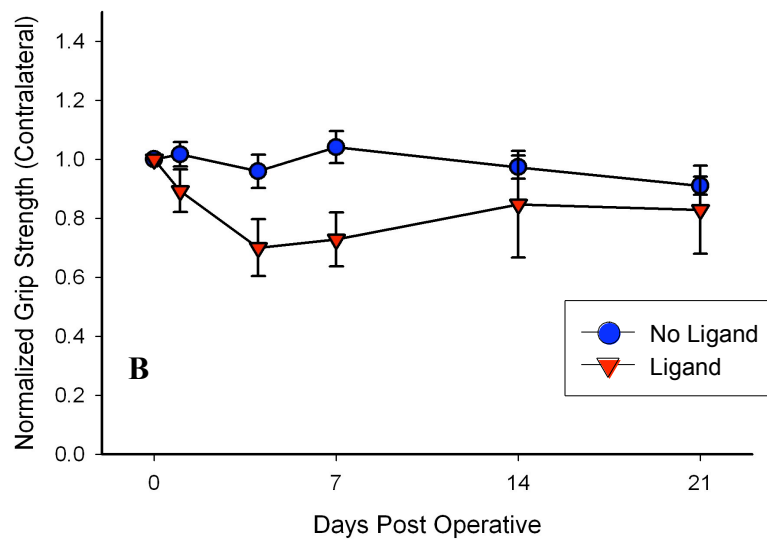 Normalized Grip Strength (Contralateral)
1.4
1.2
1.0
0.8
0.6
0.4
0.2
0.0
B
No Ligand
Ligand
0
7
14
21
Days Post Operative